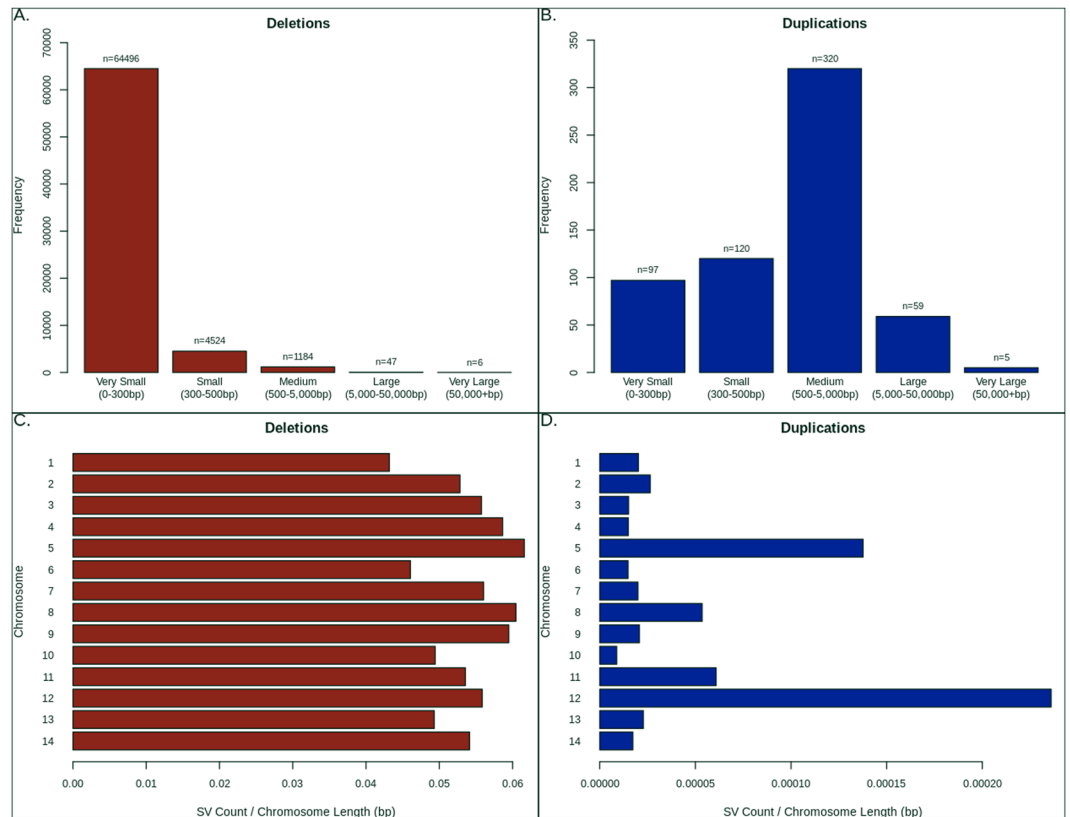 A.
Deletions
Frequency
70000
60000
50000
40000
30000
20000
10000
0
n=64496
n=4524
n=1184
n=47
n=6
Very Small Small Medium Large Very Large
(0-300bp) (300-500bp) (500-5,000bp) (5,000-50,000bp) (50,000+bp)
B.
Duplications
Frequency
350
300
250
200
150
100
50
0
n=97
n=120
n=320
n=59
n=5
Very Small Small Medium Large Very Large
(0-300bp) (300-500bp) (500-5,000bp) (5,000-50,000bp) (50,000+bp)
C.
Deletions
Chromosome
1
2
3
4
5
6
7
8
9
10
11
12
13
14
0.00 0.01 0.02 0.03 0.04 0.05 0.06
SV Count / Chromosome Length (bp)
D.
Duplications
Chromosome
1
2
3
4
5
6
7
8
9
10
11
12
13
14
0.00000 0.00005 0.00010 0.00015 0.00020
SV Count / Chromosome Length (bp)